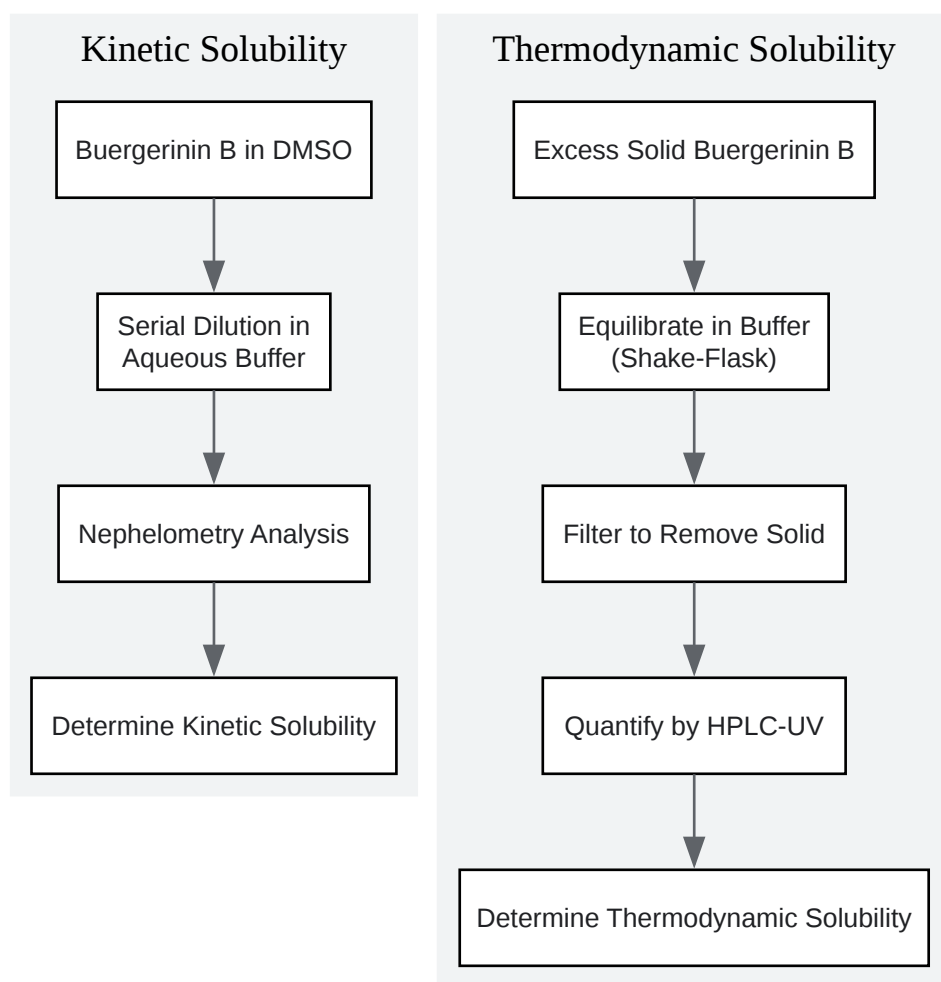 Kinetic Solubility
Buergerinin B in DMSO
Serial Dilution in
Aqueous Buffer
Nephelometry Analysis
Determine Kinetic Solubility
Thermodynamic Solubility
Excess Solid Buergerinin B
Equilibrate in Buffer
(Shake-Flask)
Filter to Remove Solid
Quantify by HPLC-UV
Determine Thermodynamic Solubility